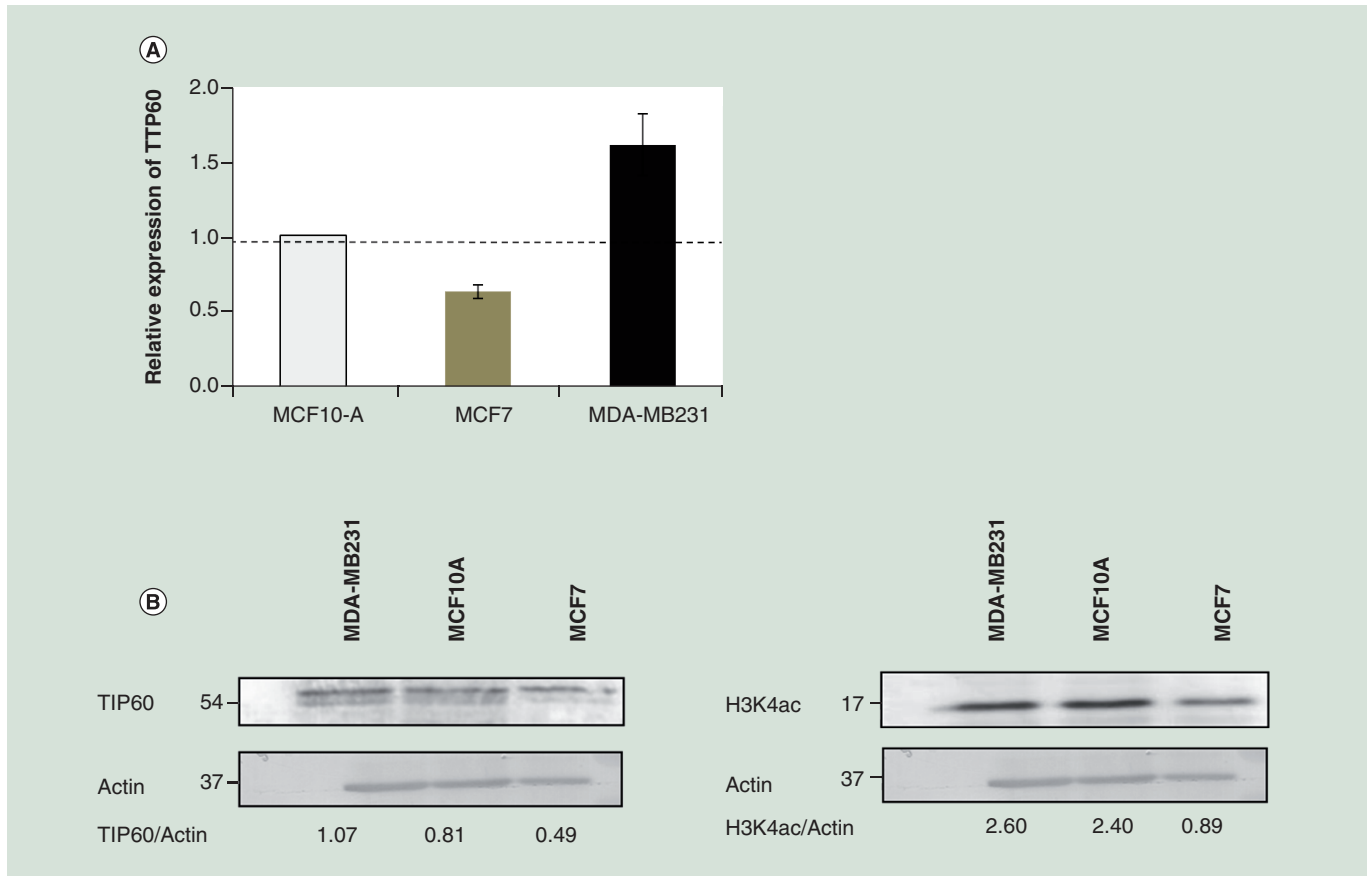 A
Relative expression of TTP60
2.0
1.5
1.0
0.5
0.0
MCF10-A MCF7 MDA-MB231
B
MDA-MB231 MCF10A MCF7
TIP60 54
Actin 37
TIP60/Actin 1.07 0.81 0.49
MDA-MB231 MCF10A MCF7
H3K4ac 17
Actin 37
H3K4ac/Actin 2.60 2.40 0.89